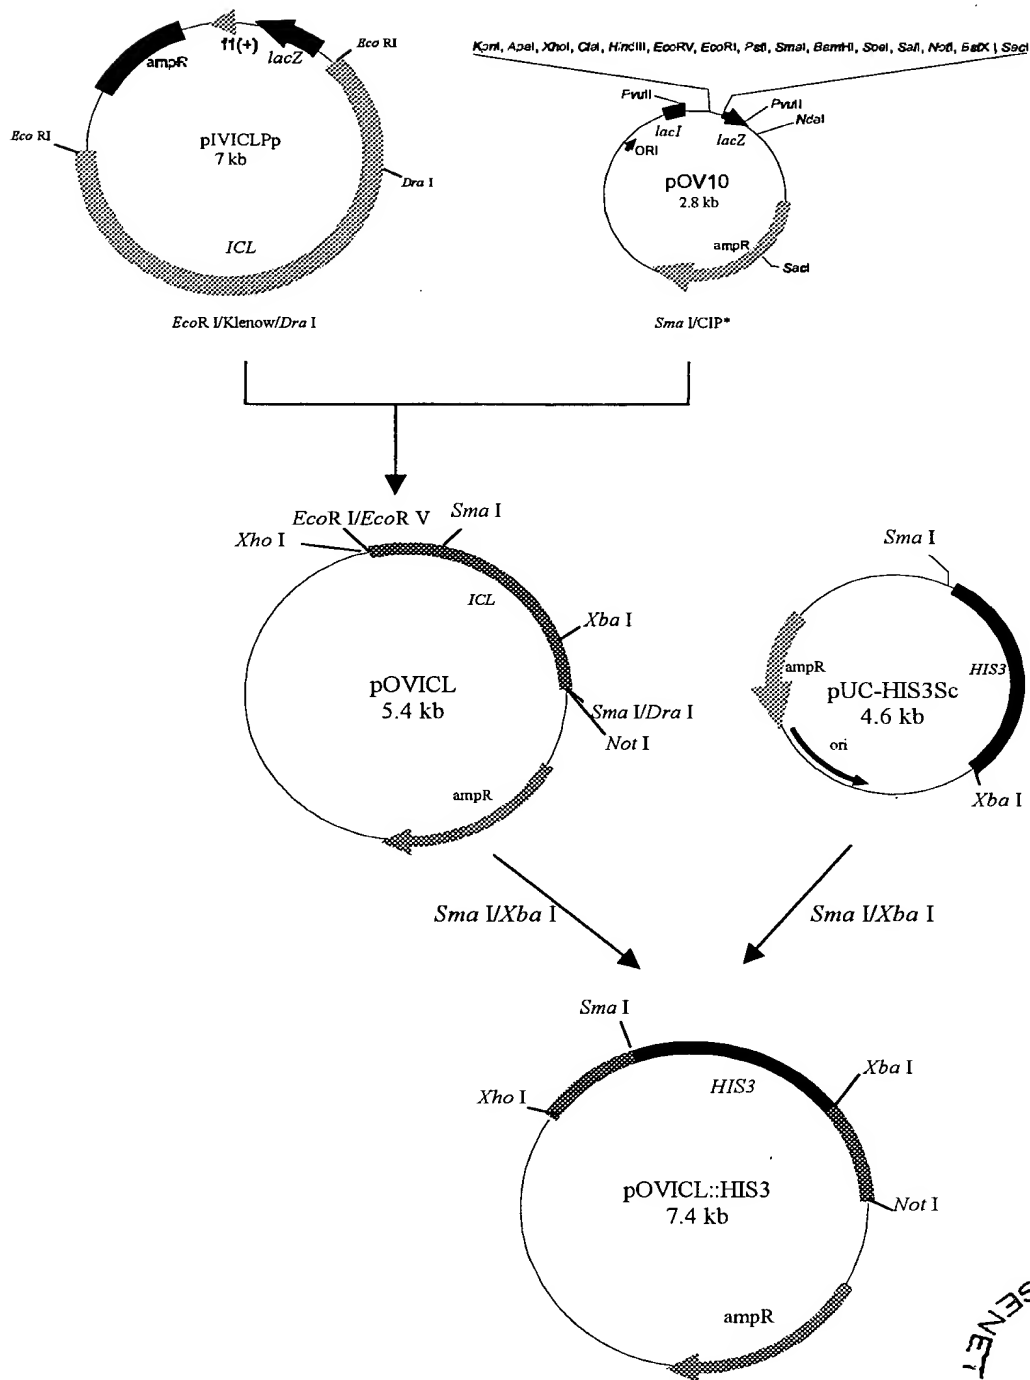 f1(+)
lacZ
Eco RI
ampR
Eco RI
pIVICLPp
7 kb
Dra I
ICL
EcoR I/Klenow/Dra I
KpnI, ApaI, XhoI, ClaI, HindIII, EcoRV, EcoRI, PstI, SmaI, BamHI, SpeI, SalI, NotI, BstX I, SacI
PvuII
lacI
lacZ
PvuII
NdaI
ORI
pOV10
2.8 kb
ampR
SacI
Sma I/CIP*
EcoR I/EcoR V
Sma I
Xho I
ICL
Xba I
pOVICL
5.4 kb
Sma I/Dra I
Not I
ampR
Sma I
ampR
HIS3
pUC-HIS3Sc
4.6 kb
ori
Xba I
Sma I/Xba I
Sma I/Xba I
Sma I
Xba I
HIS3
Xho I
pOVICL::HIS3
7.4 kb
Not I
ampR